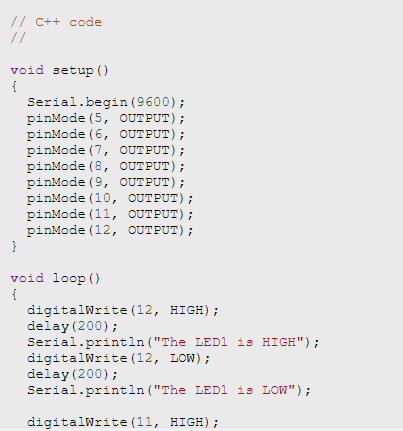 // C++ code
//
void setup()
{
  Serial.begin(9600);
  pinMode(5, OUTPUT);
  pinMode(6, OUTPUT);
  pinMode(7, OUTPUT);
  pinMode(8, OUTPUT);
  pinMode(9, OUTPUT);
  pinMode(10, OUTPUT);
  pinMode(11, OUTPUT);
  pinMode(12, OUTPUT);
}
void loop()
{
  digitalWrite(12, HIGH);
  delay(200);
  Serial.println("The LED1 is HIGH");
  digitalWrite(12, LOW);
  delay(200);
  Serial.println("The LED1 is LOW");
  digitalWrite(11, HIGH);